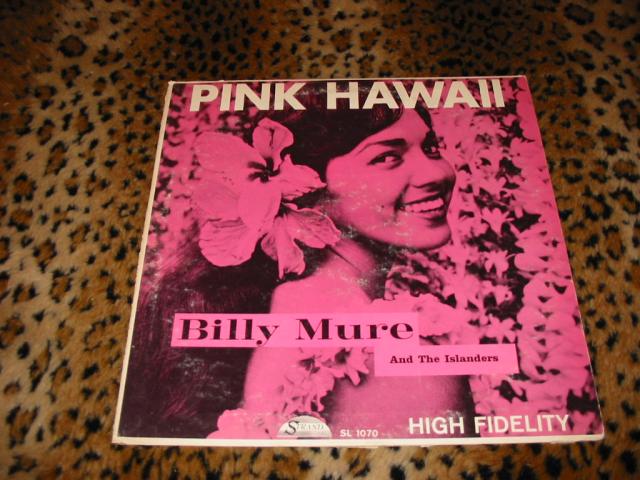 PINK HAWAII
Billy Mure
And The Islanders
STRAND
SL 1070
HIGH FIDELITY